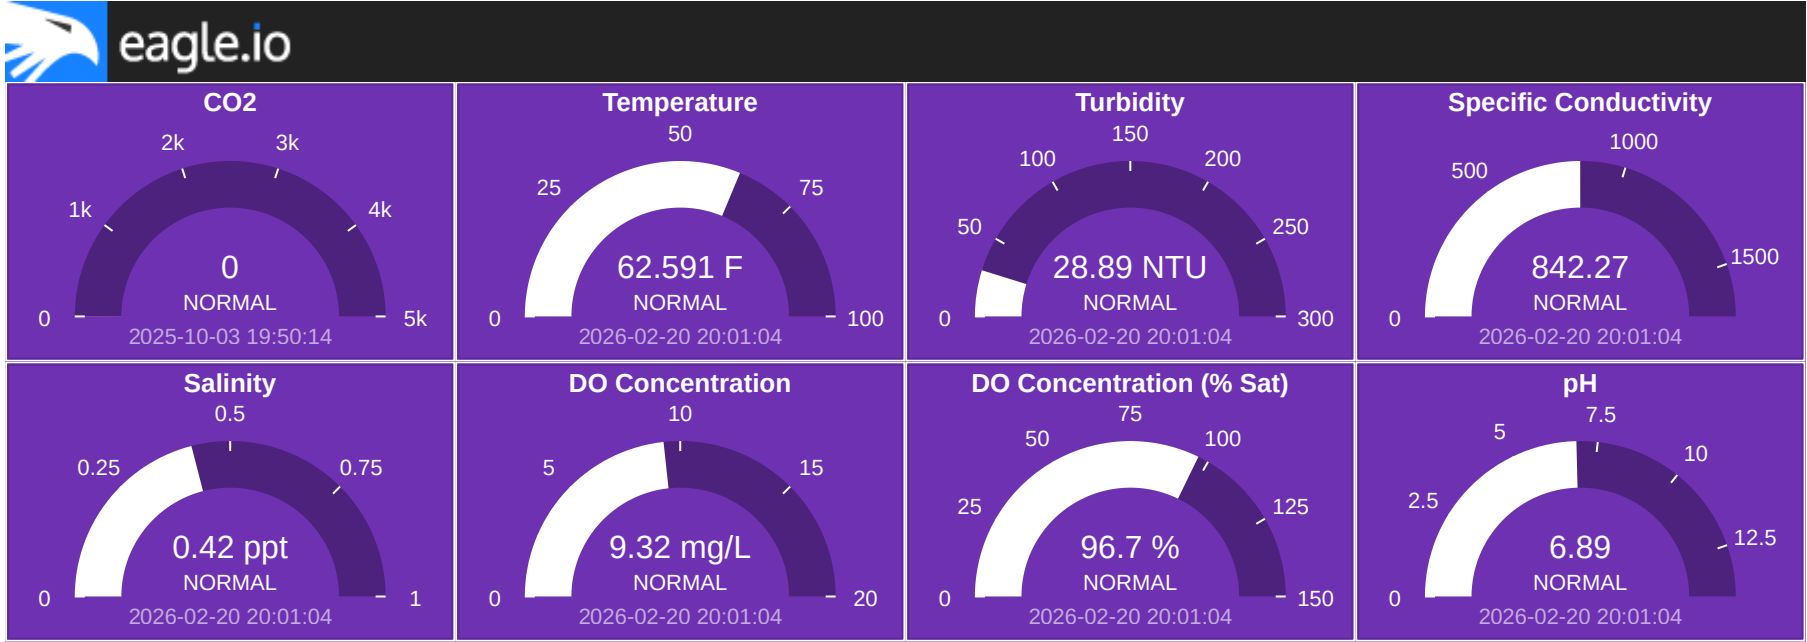 eagle.io
CO2
2k
3k
1k
4k
0
0
5k
NORMAL
2025-10-03 19:50:14
Temperature
50
25
75
62.591 F
0
100
NORMAL
2026-02-20 20:01:04
Turbidity
150
100
200
50
250
28.89 NTU
0
300
NORMAL
2026-02-20 20:01:04
Specific Conductivity
1000
500
1500
842.27
0
NORMAL
2026-02-20 20:01:04
Salinity
0.5
0.25
0.75
0.42 ppt
0
1
NORMAL
2026-02-20 20:01:04
DO Concentration
10
5
15
9.32 mg/L
0
20
NORMAL
2026-02-20 20:01:04
DO Concentration (% Sat)
75
50
100
25
125
96.7 %
0
150
NORMAL
2026-02-20 20:01:04
pH
7.5
5
10
2.5
12.5
6.89
0
NORMAL
2026-02-20 20:01:04